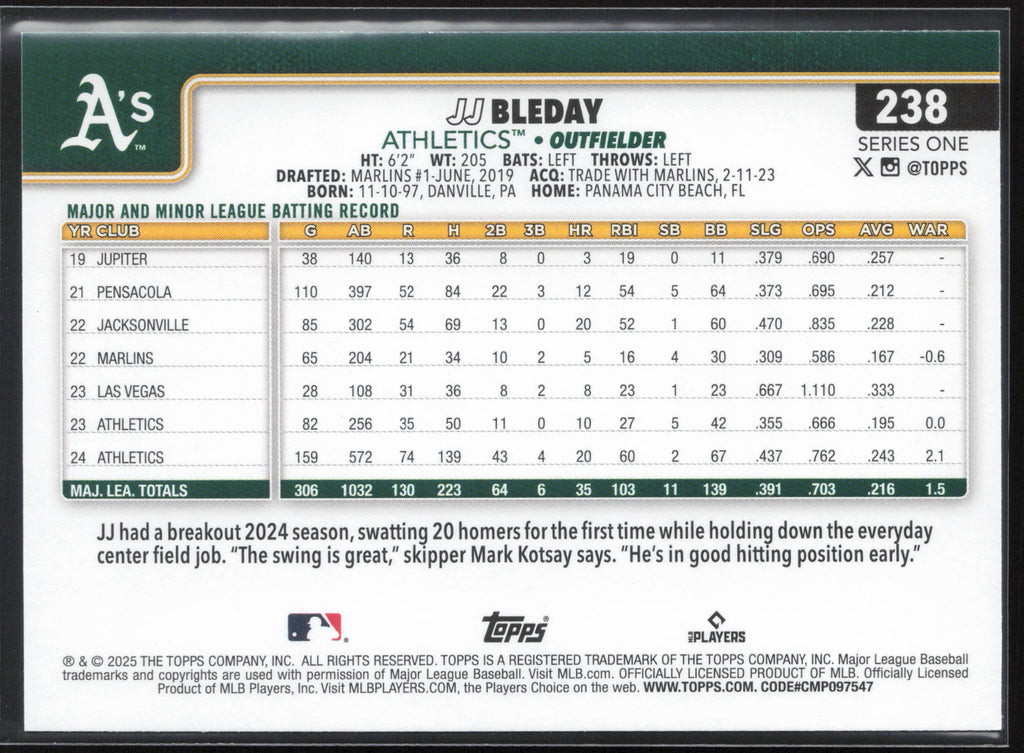 A's™
JJ BLEDAY
238
ATHLETICS™ • OUTFIELDER
SERIES ONE
HT: 6'2" WT: 205 BATS: LEFT THROWS: LEFT
@TOPPS
DRAFTED: MARLINS #1-JUNE, 2019 ACQ: TRADE WITH MARLINS, 2-11-23
BORN: 11-10-97, DANVILLE, PA HOME: PANAMA CITY BEACH, FL
MAJOR AND MINOR LEAGUE BATTING RECORD
YR CLUB G AB R H 2B 3B HR RBI SB BB SLG OPS AVG WAR
19 JUPITER 38 140 13 36 8 0 3 19 0 11 .379 .690 .257 -
21 PENSACOLA 110 397 52 84 22 3 12 54 5 64 .373 .695 .212 -
22 JACKSONVILLE 85 302 54 69 13 0 20 52 1 60 .470 .835 .228 -
22 MARLINS 65 204 21 34 10 2 5 16 4 30 .309 .586 .167 -0.6
23 LAS VEGAS 28 108 31 36 8 2 8 23 1 23 .667 1.110 .333 -
23 ATHLETICS 82 256 35 50 11 0 10 27 5 42 .355 .666 .195 0.0
24 ATHLETICS 159 572 74 139 43 4 20 60 2 67 .437 .762 .243 2.1
MAJ. LEA. TOTALS 306 1032 130 223 64 6 35 103 11 139 .391 .703 .216 1.5
JJ had a breakout 2024 season, swatting 20 homers for the first time while holding down the everyday
center field job. "The swing is great," skipper Mark Kotsay says. "He's in good hitting position early."
Topps®
MLB PLAYERS
® & © 2025 THE TOPPS COMPANY, INC. ALL RIGHTS RESERVED. TOPPS IS A REGISTERED TRADEMARK OF THE TOPPS COMPANY, INC. Major League Baseball
trademarks and copyrights are used with permission of Major League Baseball. Visit MLB.com. OFFICIALLY LICENSED PRODUCT OF MLB. Officially Licensed
Product of MLB Players, Inc. Visit MLBPLAYERS.COM, the Players Choice on the web. WWW.TOPPS.COM. CODE#CMP097547